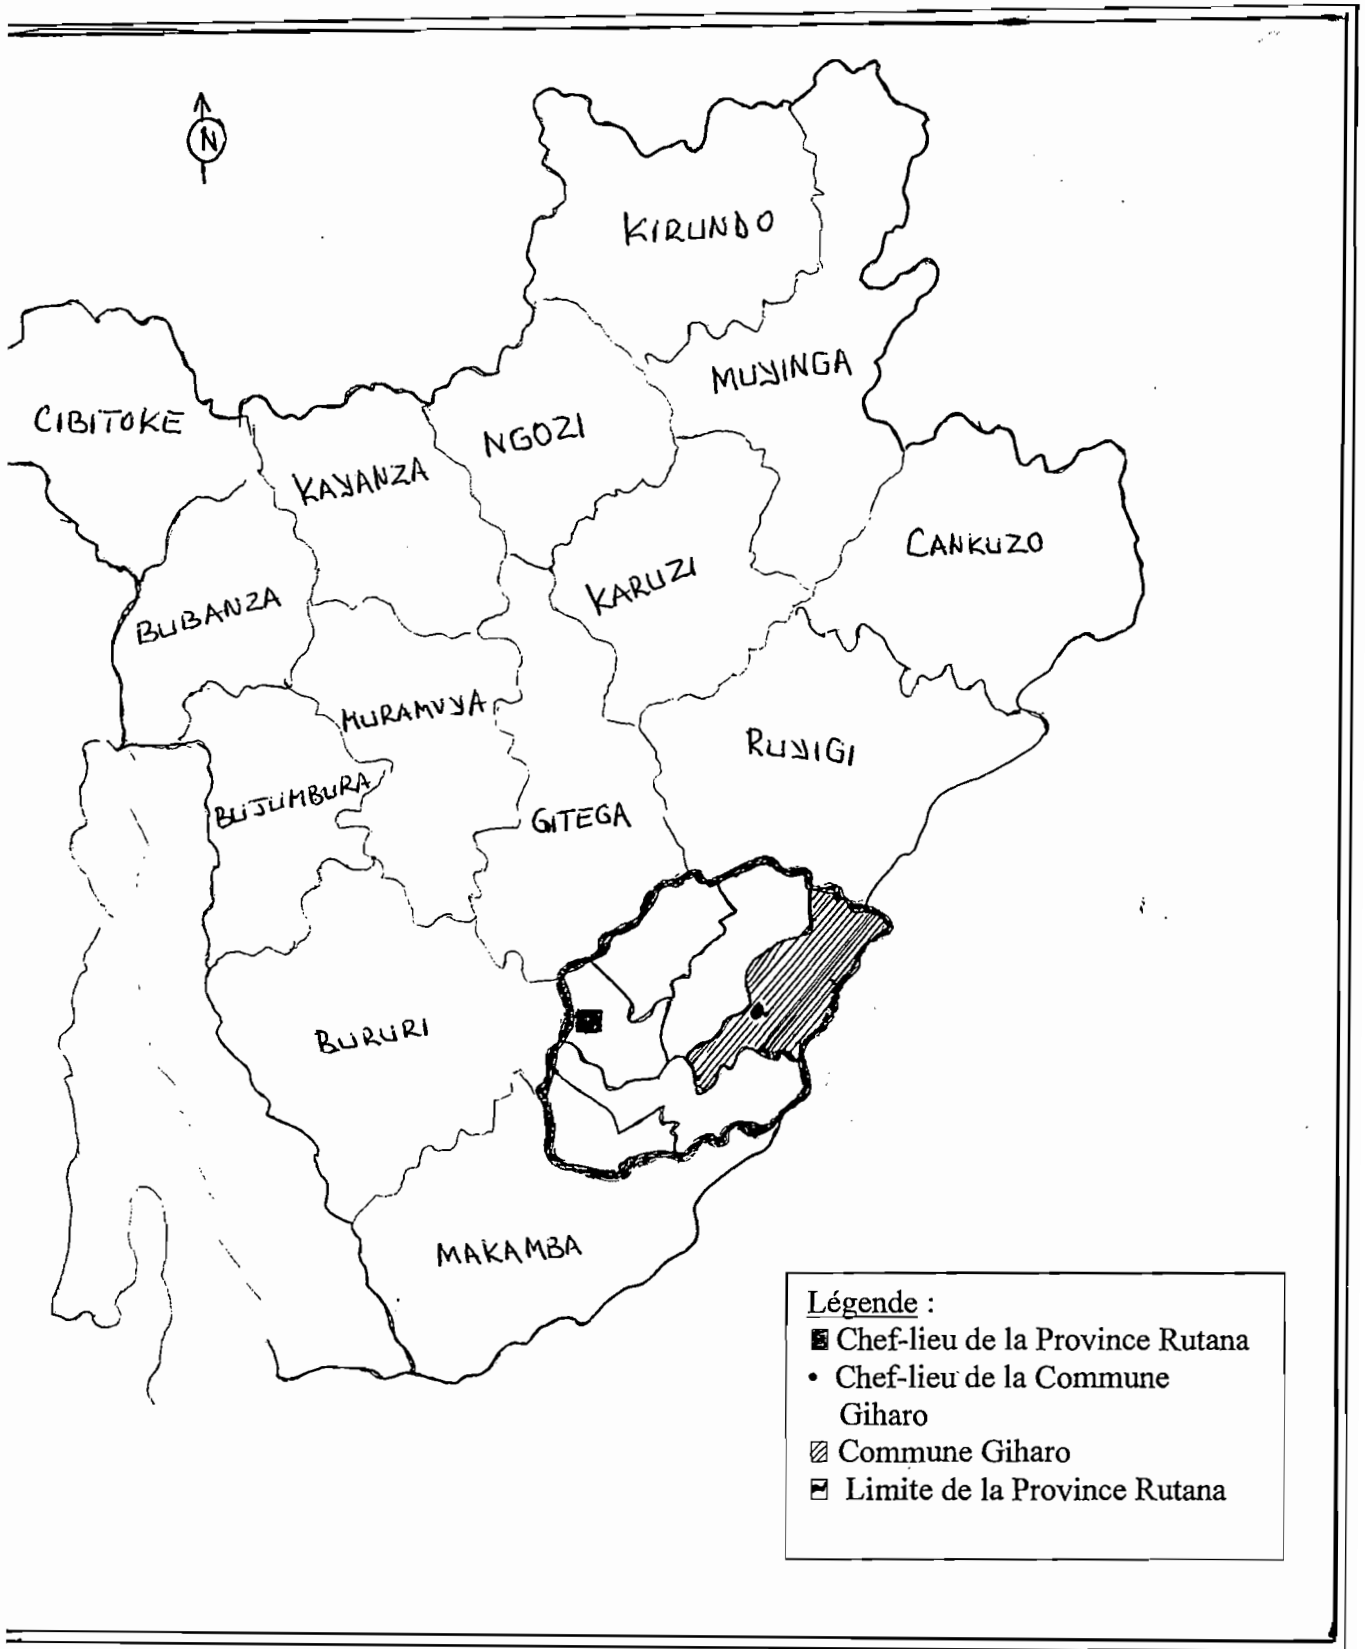 N
KIRUNDO
MUYINGA
CIBITOKE
NGOZI
KAYANZA
CANKUZO
KARUZI
BUBANZA
MURAMVYA
RUYIGI
BUJUMBURA
GITEGA
BURURI
MAKAMBA
Légende :
Chef-lieu de la Province Rutana
• Chef-lieu de la Commune
Giharo
Commune Giharo
Limite de la Province Rutana